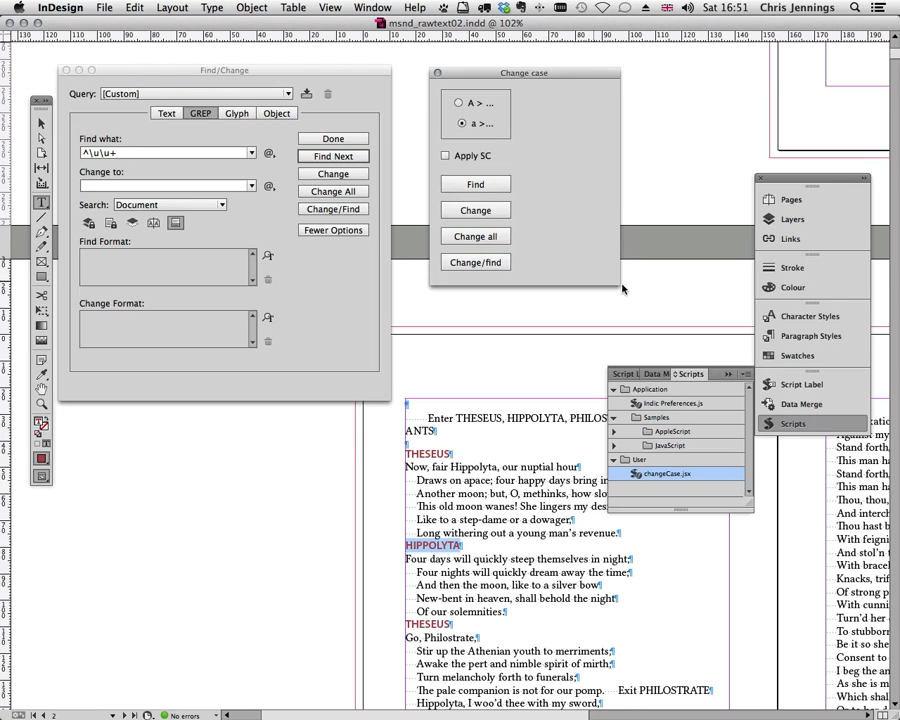 InDesign File Edit Layout Type Object Table View Window Help Sat 16:51 Chris Jennings
msnd_rawtext02.indd @ 102%
Find/Change
Query: [Custom]
Text GREP Glyph Object
Find what:
^\u\u+
Change to:
Search: Document
Find Format:
Change Format:
Done
Find Next
Change
Change All
Change/Find
Fewer Options
Change case
A > ...
a >...
Apply SC
Find
Change
Change all
Change/find
Pages
Layers
Links
Stroke
Colour
Character Styles
Paragraph Styles
Swatches
Script Label
Data Merge
Scripts
Script L Data M Scripts
Application
Indic Preferences.js
Samples
AppleScript
JavaScript
User
changeCase.jsx
Enter THESEUS, HIPPOLYTA, PHILOS
ANTS
THESEUS
Now, fair Hippolyta, our nuptial hour
Draws on apace; four happy days bring in
Another moon; but, O, methinks, how slo
This old moon wanes! She lingers my des
Like to a step-dame or a dowager,
Long withering out a young man's revenue.
HIPPOLYTA
Four days will quickly steep themselves in night;
Four nights will quickly dream away the time;
And then the moon, like to a silver bow
New-bent in heaven, shall behold the night
Of our solemnities.
THESEUS
Go, Philostrate,
Stir up the Athenian youth to merriments;
Awake the pert and nimble spirit of mirth;
Turn melancholy forth to funerals;
The pale companion is not for our pomp. Exit PHILOSTRATE
Hippolyta, I woo'd thee with my sword,
Against my
Stand forth,
This man h
Stand forth,
This man h
Thou, thou,
And interch
Thou hast b
With feigni
And stol'n t
With bracel
Knacks, trif
Of strong p
With cunni
Turn'd her
To stubborr
Be it so she
Consent to
I beg the an
As she is m
Which shal
2
No errors